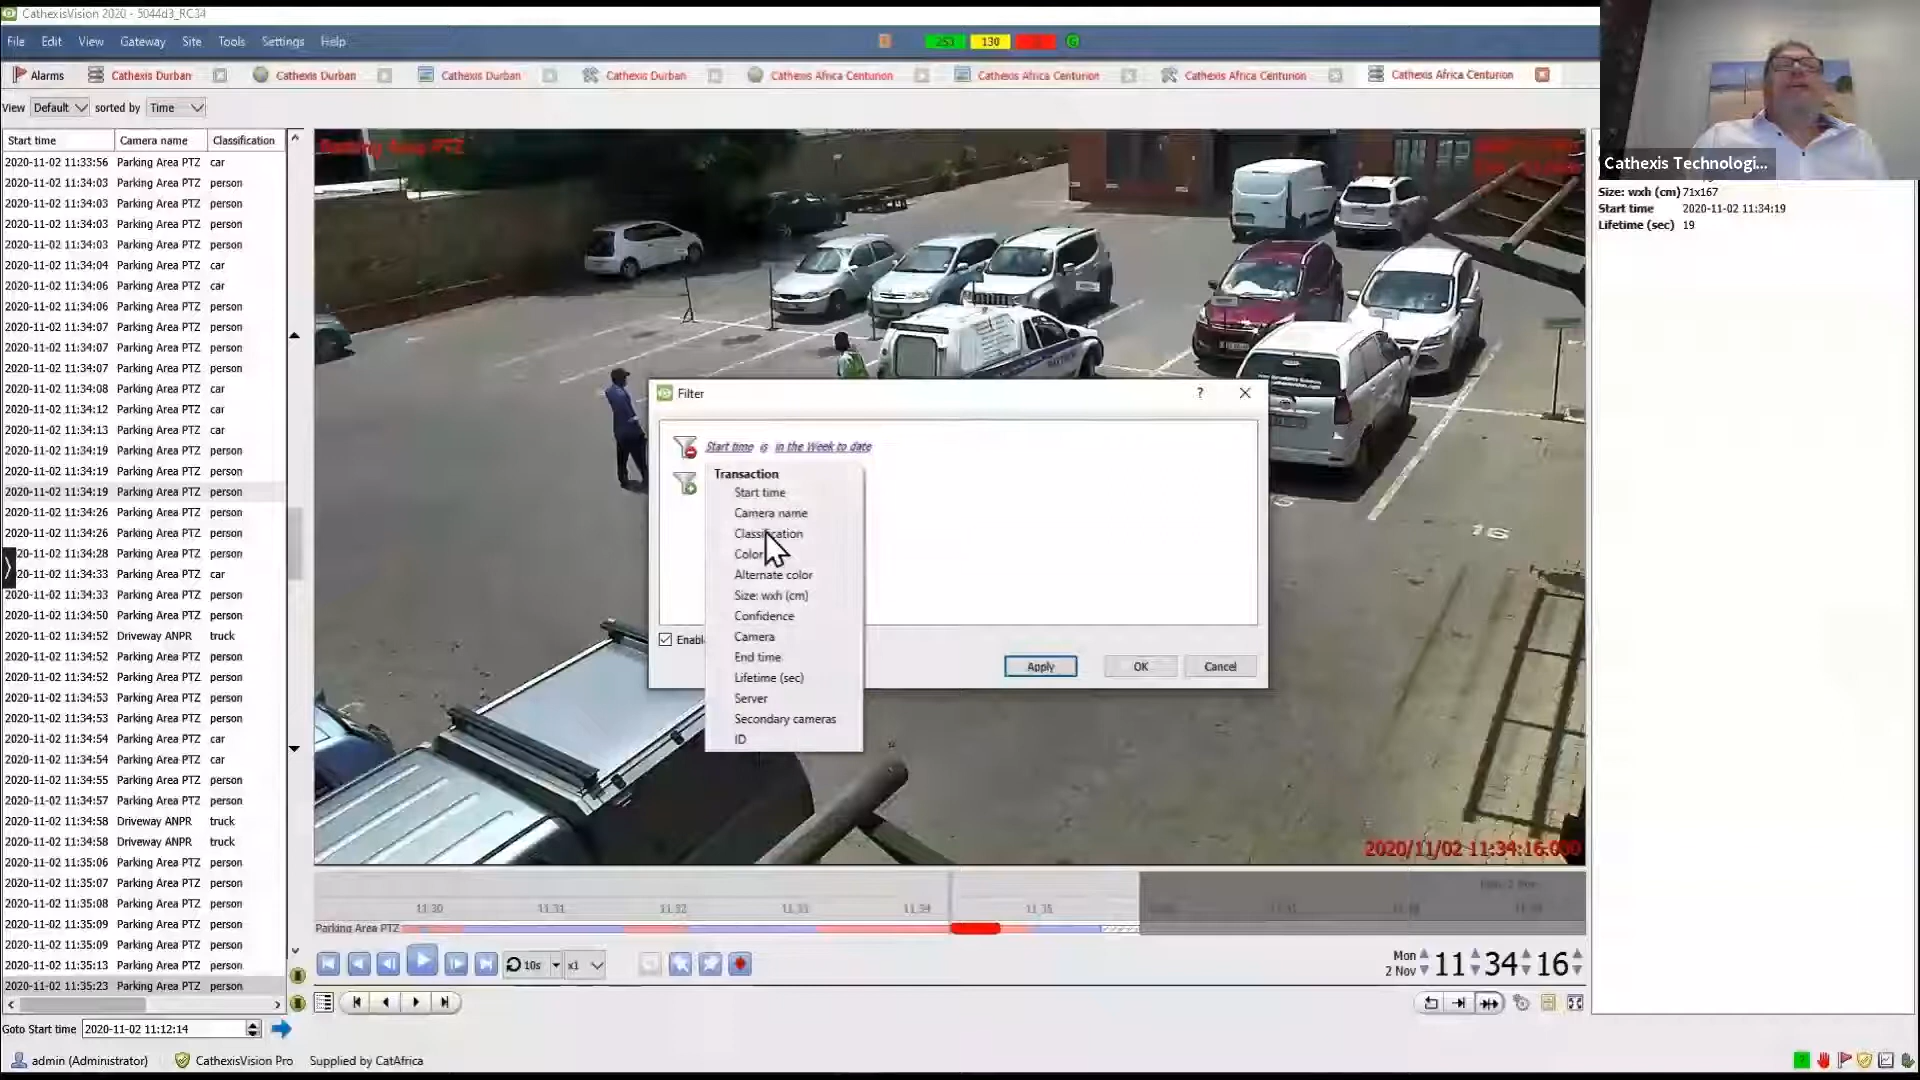 CathexisVision 2020 - 5044d3_RC34
File Edit View Gateway Site Tools Settings Help
130
Alarms Cathexis Durban Cathexis Durban Cathexis Durban Cathexis Durban Cathexis Africa Centurion Cathexis Africa Centurion Cathexis Africa Centurion Cathexis Africa Centurion
View Default sorted by Time
Cathexis Technologi...
Start time Camera name Classification
2020-11-02 11:33:56 Parking Area PTZ car
2020-11-02 11:34:03 Parking Area PTZ person
2020-11-02 11:34:03 Parking Area PTZ person
2020-11-02 11:34:03 Parking Area PTZ person
2020-11-02 11:34:03 Parking Area PTZ person
2020-11-02 11:34:04 Parking Area PTZ car
2020-11-02 11:34:06 Parking Area PTZ car
2020-11-02 11:34:06 Parking Area PTZ person
2020-11-02 11:34:07 Parking Area PTZ person
2020-11-02 11:34:07 Parking Area PTZ person
2020-11-02 11:34:07 Parking Area PTZ person
2020-11-02 11:34:08 Parking Area PTZ car
2020-11-02 11:34:12 Parking Area PTZ car
2020-11-02 11:34:13 Parking Area PTZ car
2020-11-02 11:34:19 Parking Area PTZ person
2020-11-02 11:34:19 Parking Area PTZ person
2020-11-02 11:34:19 Parking Area PTZ person
2020-11-02 11:34:26 Parking Area PTZ person
2020-11-02 11:34:26 Parking Area PTZ person
20-11-02 11:34:28 Parking Area PTZ person
20-11-02 11:34:33 Parking Area PTZ car
2020-11-02 11:34:33 Parking Area PTZ person
2020-11-02 11:34:50 Parking Area PTZ person
2020-11-02 11:34:52 Driveway ANPR truck
2020-11-02 11:34:52 Parking Area PTZ person
2020-11-02 11:34:52 Parking Area PTZ person
2020-11-02 11:34:53 Parking Area PTZ person
2020-11-02 11:34:53 Parking Area PTZ person
2020-11-02 11:34:54 Parking Area PTZ car
2020-11-02 11:34:54 Parking Area PTZ car
2020-11-02 11:34:55 Parking Area PTZ person
2020-11-02 11:34:57 Parking Area PTZ person
2020-11-02 11:34:58 Driveway ANPR truck
2020-11-02 11:34:58 Driveway ANPR truck
2020-11-02 11:35:06 Parking Area PTZ person
2020-11-02 11:35:07 Parking Area PTZ person
2020-11-02 11:35:08 Parking Area PTZ person
2020-11-02 11:35:09 Parking Area PTZ person
2020-11-02 11:35:09 Parking Area PTZ person
2020-11-02 11:35:13 Parking Area PTZ person
2020-11-02 11:35:23 Parking Area PTZ person
Goto Start time 2020-11-02 11:12:14
Parking Area PTZ
16
2020/11/02 11:34:16.000
Filter
Start time is in the Week to date
Transaction
Start time
Camera name
Classification
Color
Alternate color
Size: wxh (cm)
Confidence
Camera
End time
Lifetime (sec)
Server
Secondary cameras
ID
Enabl
Apply OK Cancel
Size: wxh (cm) 71x167
Start time 2020-11-02 11:34:19
Lifetime (sec) 19
11:30 11:31 11:32 11:33 11:34 11:35
Parking Area PTZ
10s x1
Mon
2 Nov
11 34 16
admin (Administrator) CathexisVision Pro Supplied by CatAfrica